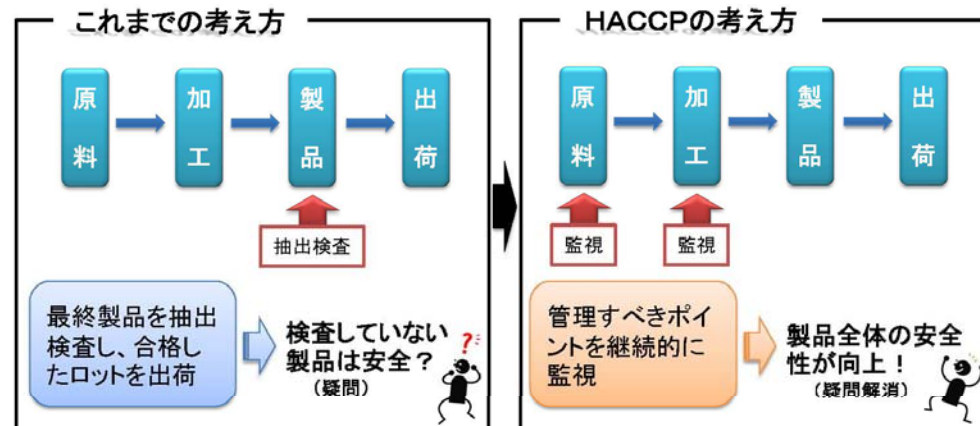 これまでの考え方
原料
加工
製品
出荷
抽出検査
最終製品を抽出
検査し、合格し
たロットを出荷
検査していない
製品は安全？
（疑問）
?
HACCPの考え方
原料
加工
製品
出荷
監視
監視
管理すべきポイ
ントを継続的に
監視
製品全体の安全
性が向上！
（疑問解消）